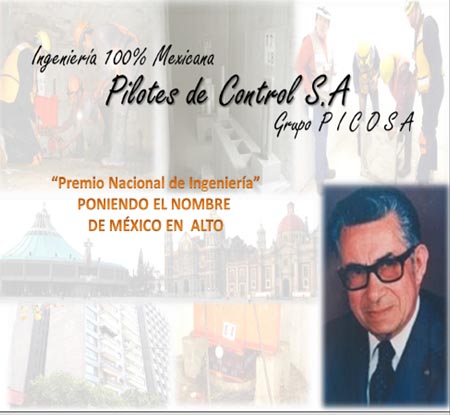 Ingeniería 100% Mexicana
Pilotes de Control S.A
Grupo P I C O S A
“Premio Nacional de Ingeniería”
PONIENDO EL NOMBRE
DE MÉXICO EN ALTO